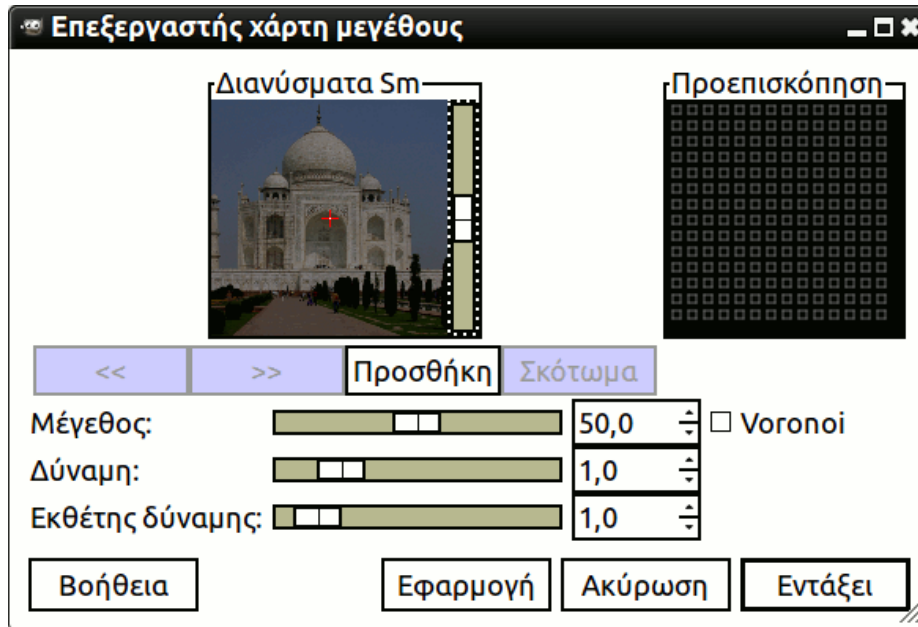 Επεξεργαστής χάρτη μεγέθους
Διανύσματα Sm
Προεπισκόπηση
<< >> Προσθήκη Σκότωμα
Μέγεθος: 50,0 Voronoi
Δύναμη: 1,0
Εκθέτης δύναμης: 1,0
Βοήθεια Εφαρμογή Ακύρωση Εντάξει